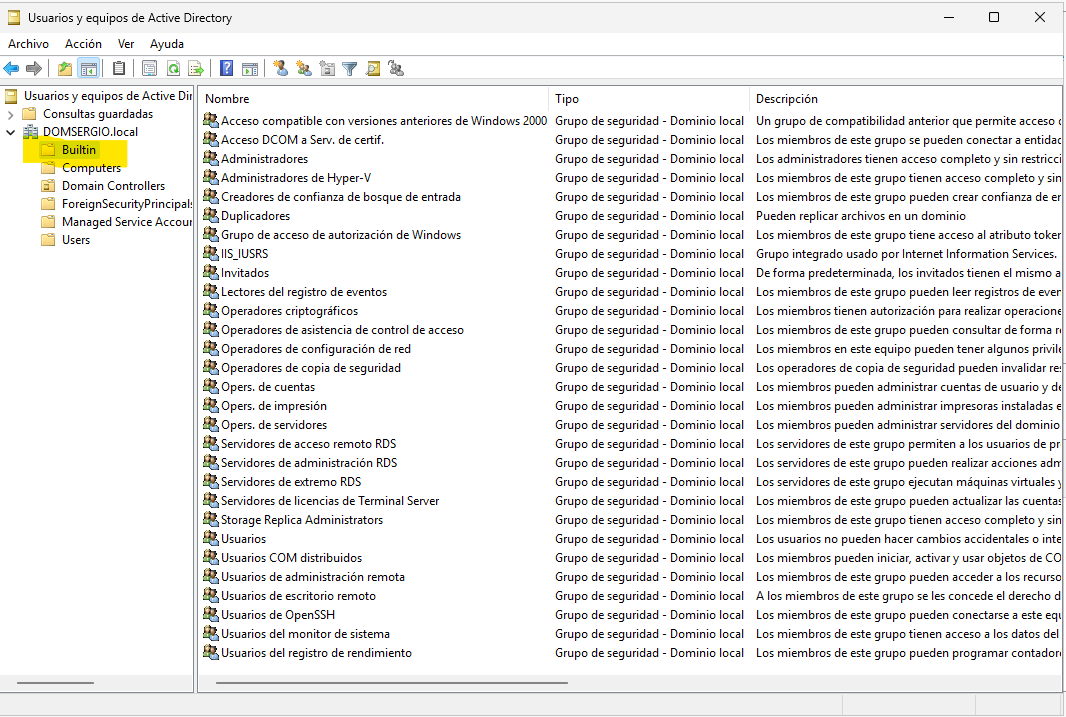 Usuarios y equipos de Active Directory
Archivo Acción Ver Ayuda
Usuarios y equipos de Active Dir
Consultas guardadas
DOMSERGIO.local
Builtin
Computers
Domain Controllers
ForeignSecurityPrincipals
Managed Service Accour
Users
Nombre Tipo Descripción
Acceso compatible con versiones anteriores de Windows 2000 Grupo de seguridad - Dominio local Un grupo de compatibilidad anterior que permite acceso
Acceso DCOM a Serv. de certif. Grupo de seguridad - Dominio local Los miembros de este grupo se pueden conectar a entidad
Administradores Grupo de seguridad - Dominio local Los administradores tienen acceso completo y sin restricci
Administradores de Hyper-V Grupo de seguridad - Dominio local Los miembros de este grupo tienen acceso completo y sin
Creadores de confianza de bosque de entrada Grupo de seguridad - Dominio local Los miembros de este grupo pueden crear confianza de er
Duplicadores Grupo de seguridad - Dominio local Pueden replicar archivos en un dominio
Grupo de acceso de autorización de Windows Grupo de seguridad - Dominio local Los miembros de este grupo tiene acceso al atributo token
IIS_IUSRS Grupo de seguridad - Dominio local Grupo integrado usado por Internet Information Services.
Invitados Grupo de seguridad - Dominio local De forma predeterminada, los invitados tienen el mismo a
Lectores del registro de eventos Grupo de seguridad - Dominio local Los miembros de este grupo pueden leer registros de ever
Operadores criptográficos Grupo de seguridad - Dominio local Los miembros tienen autorización para realizar operacione
Operadores de asistencia de control de acceso Grupo de seguridad - Dominio local Los miembros de este grupo pueden consultar de forma re
Operadores de configuración de red Grupo de seguridad - Dominio local Los miembros en este equipo pueden tener algunos privile
Operadores de copia de seguridad Grupo de seguridad - Dominio local Los operadores de copia de seguridad pueden invalidar res
Opers. de cuentas Grupo de seguridad - Dominio local Los miembros pueden administrar cuentas de usuario y de
Opers. de impresión Grupo de seguridad - Dominio local Los miembros pueden administrar impresoras instaladas e
Opers. de servidores Grupo de seguridad - Dominio local Los miembros pueden administrar servidores del dominio
Servidores de acceso remoto RDS Grupo de seguridad - Dominio local Los servidores de este grupo permiten a los usuarios de pr
Servidores de administración RDS Grupo de seguridad - Dominio local Los servidores de este grupo pueden realizar acciones adm
Servidores de extremo RDS Grupo de seguridad - Dominio local Los servidores de este grupo ejecutan máquinas virtuales y
Servidores de licencias de Terminal Server Grupo de seguridad - Dominio local Los miembros de este grupo pueden actualizar las cuentas
Storage Replica Administrators Grupo de seguridad - Dominio local Los miembros de este grupo tienen acceso completo y sin
Usuarios Grupo de seguridad - Dominio local Los usuarios no pueden hacer cambios accidentales o inte
Usuarios COM distribuidos Grupo de seguridad - Dominio local Los miembros pueden iniciar, activar y usar objetos de CO
Usuarios de administración remota Grupo de seguridad - Dominio local Los miembros de este grupo pueden acceder a los recurso
Usuarios de escritorio remoto Grupo de seguridad - Dominio local A los miembros de este grupo se les concede el derecho d
Usuarios de OpenSSH Grupo de seguridad - Dominio local Los miembros de este grupo pueden conectarse a este equ
Usuarios del monitor de sistema Grupo de seguridad - Dominio local Los miembros de este grupo tienen acceso a los datos del
Usuarios del registro de rendimiento Grupo de seguridad - Dominio local Los miembros de este grupo pueden programar contador